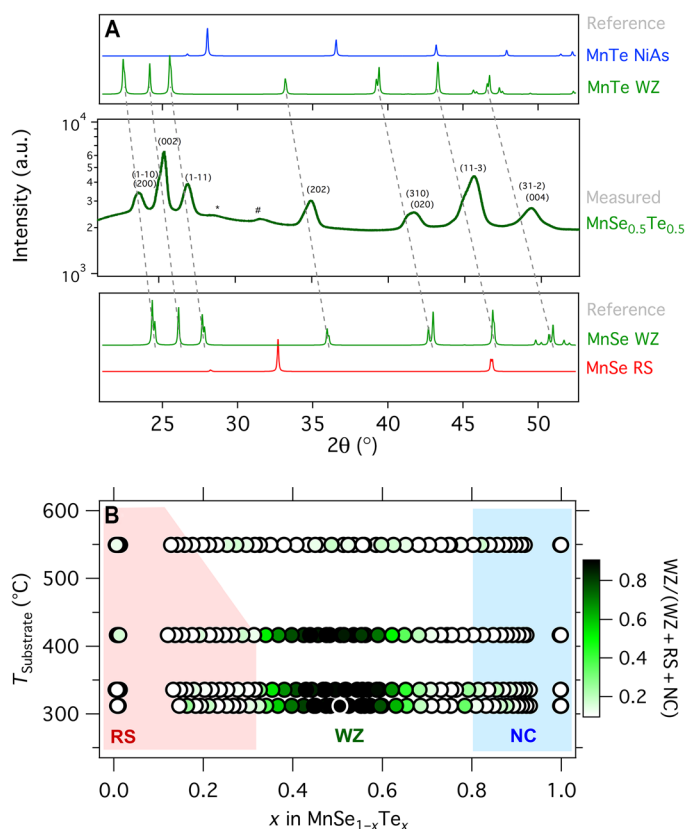 A
Reference
MnTe NiAs
MnTe WZ
10⁴
6
5
4
3
2
10³
Intensity (a.u.)
(1-10)
(200)
(002)
(1-11)
*
#
(202)
(310)
(020)
(11-3)
(31-2)
(004)
Measured
MnSe₀.₅Te₀.₅
Reference
MnSe WZ
MnSe RS
25 30 35 40 45 50
2θ (°)
B
600
500
400
300
T_Substrate (°C)
RS
WZ
NC
0.0 0.2 0.4 0.6 0.8 1.0
x in MnSe₁₋ₓTeₓ
0.8
0.6
0.4
0.2
WZ/(WZ + RS + NC)